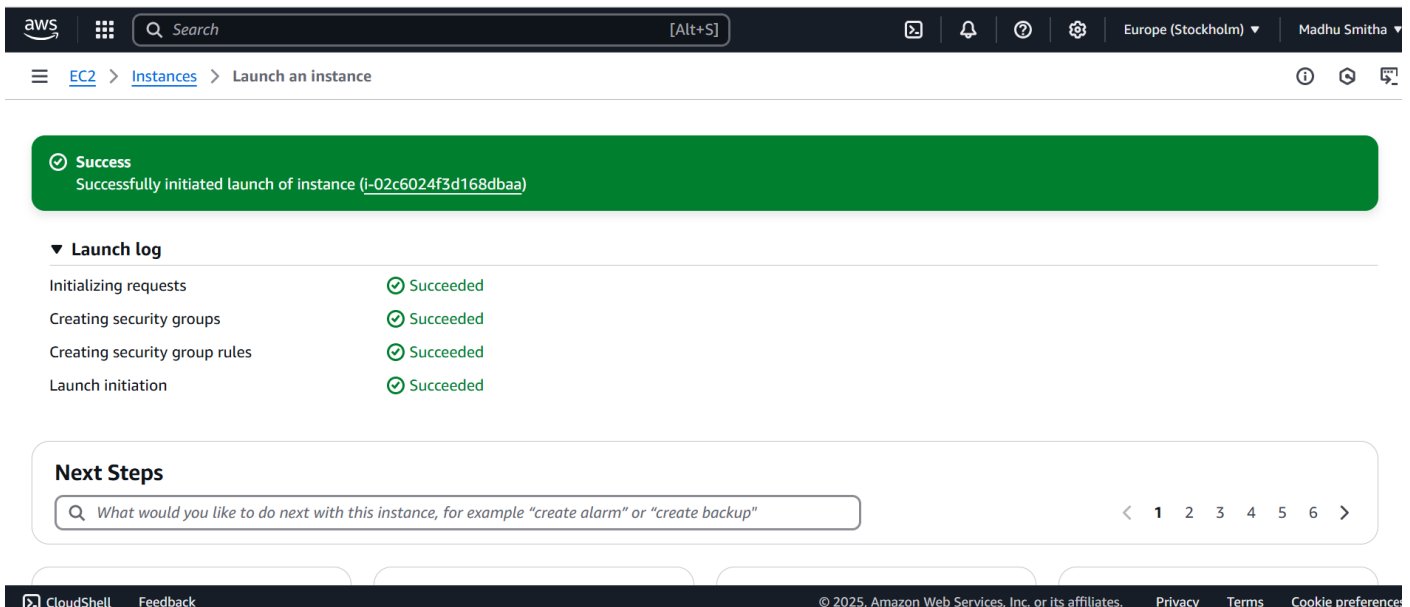 aws Search [Alt+S] Europe (Stockholm) Madhu Smitha
EC2 > Instances > Launch an instance
Success
Successfully initiated launch of instance (i-02c6024f3d168dbaa)
Launch log
Initializing requests Succeeded
Creating security groups Succeeded
Creating security group rules Succeeded
Launch initiation Succeeded
Next Steps
What would you like to do next with this instance, for example “create alarm” or “create backup" 1 2 3 4 5 6
CloudShell Feedback © 2025, Amazon Web Services, Inc. or its affiliates. Privacy Terms Cookie preferences